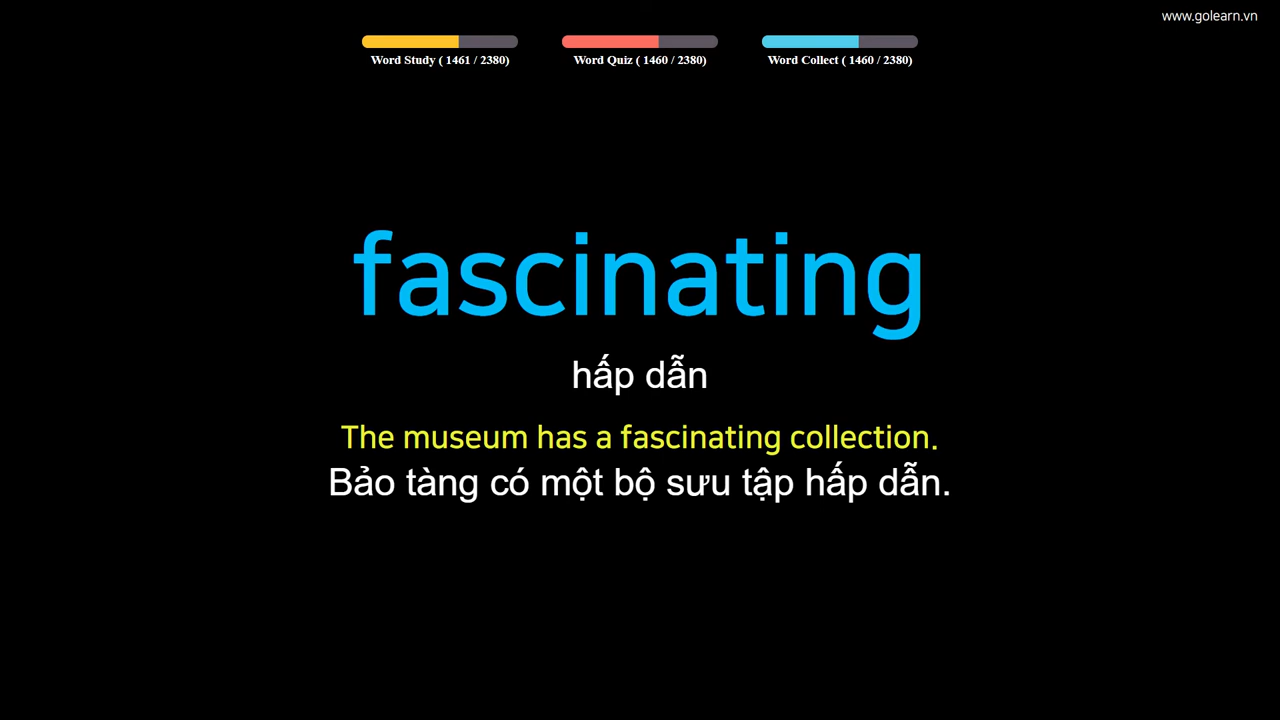 www.golearn.vn
Word Study ( 1461 / 2380)
Word Quiz ( 1460 / 2380)
Word Collect ( 1460 / 2380)
fascinating
hấp dẫn
The museum has a fascinating collection.
Bảo tàng có một bộ sưu tập hấp dẫn.